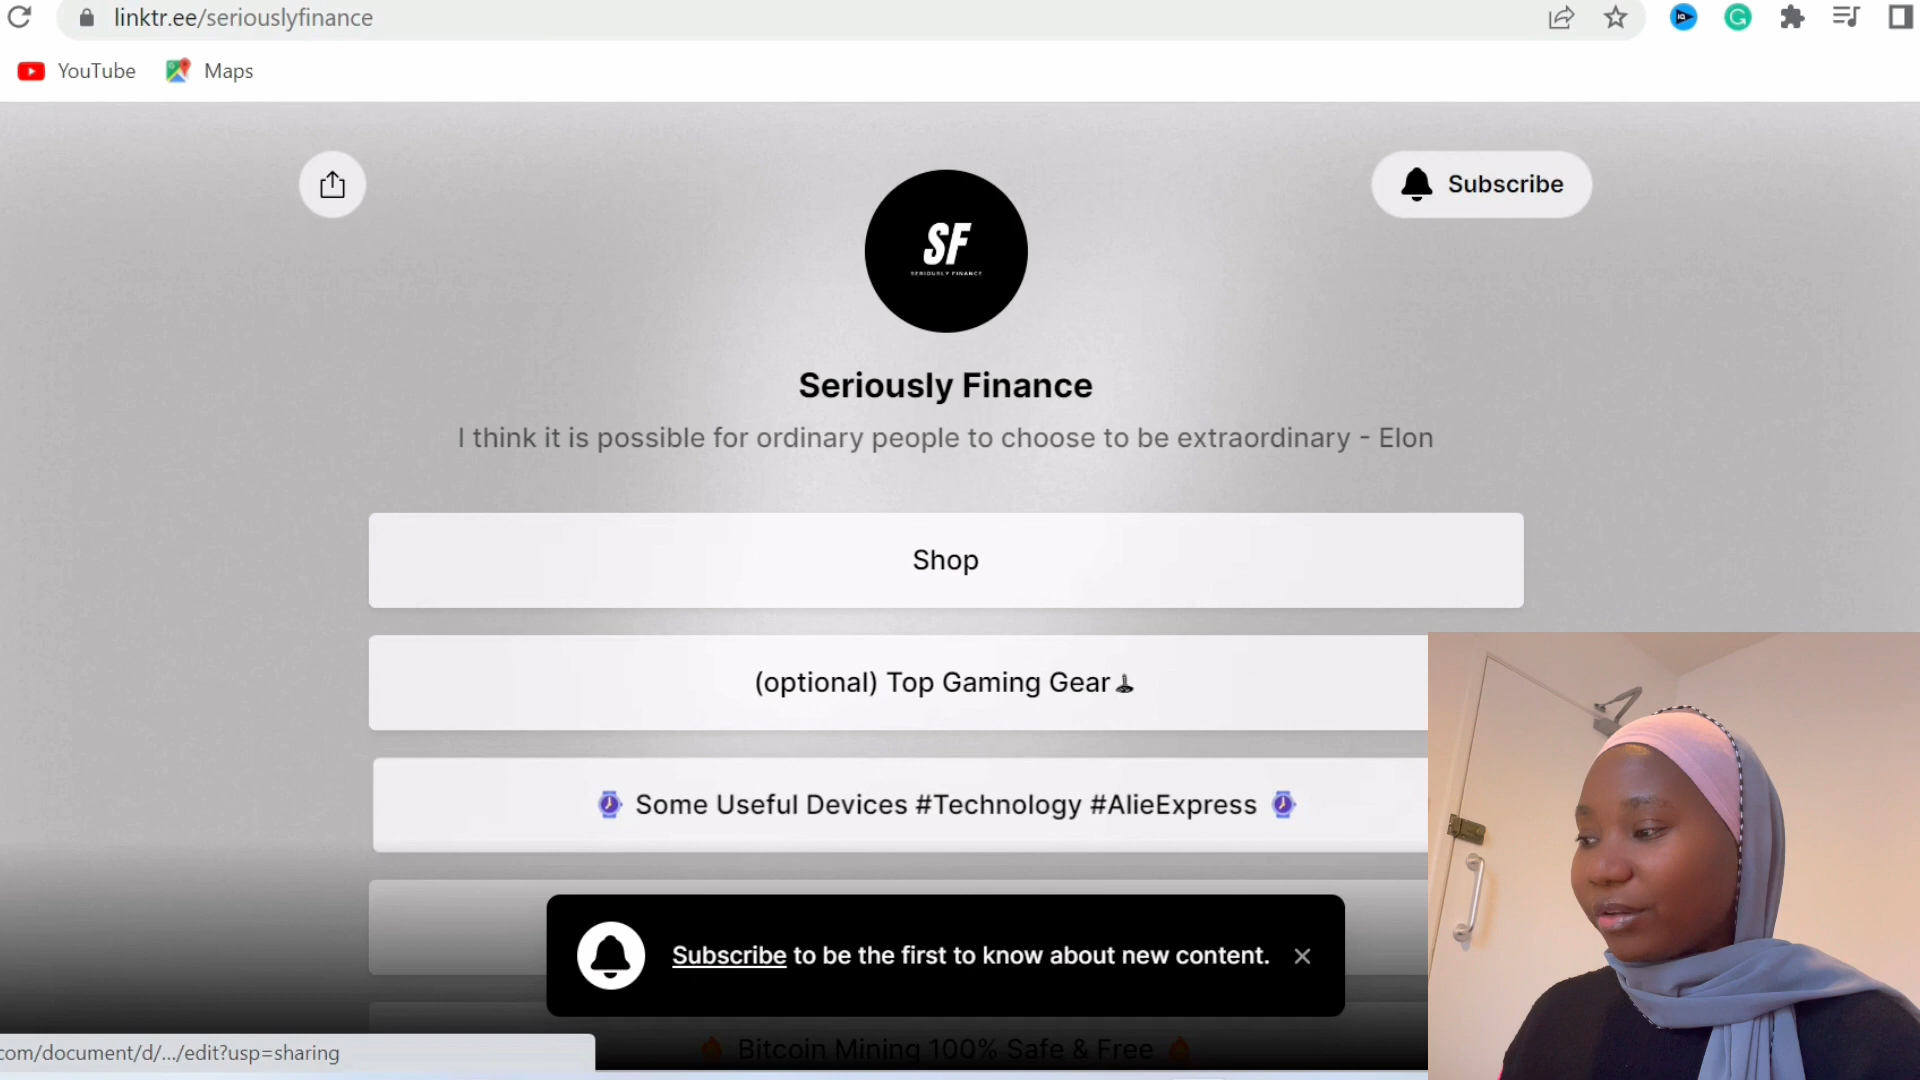 linktr.ee/seriouslyfinance
YouTube
Maps
Subscribe
SF
SERIOUSLY FINANCE
Seriously Finance
I think it is possible for ordinary people to choose to be extraordinary - Elon
Shop
(optional) Top Gaming Gear🕹
⌚ Some Useful Devices #Technology #AlieExpress ⌚
Subscribe to be the first to know about new content.
Bitcoin Mining 100% Safe & Free
com/document/d/.../edit?usp=sharing